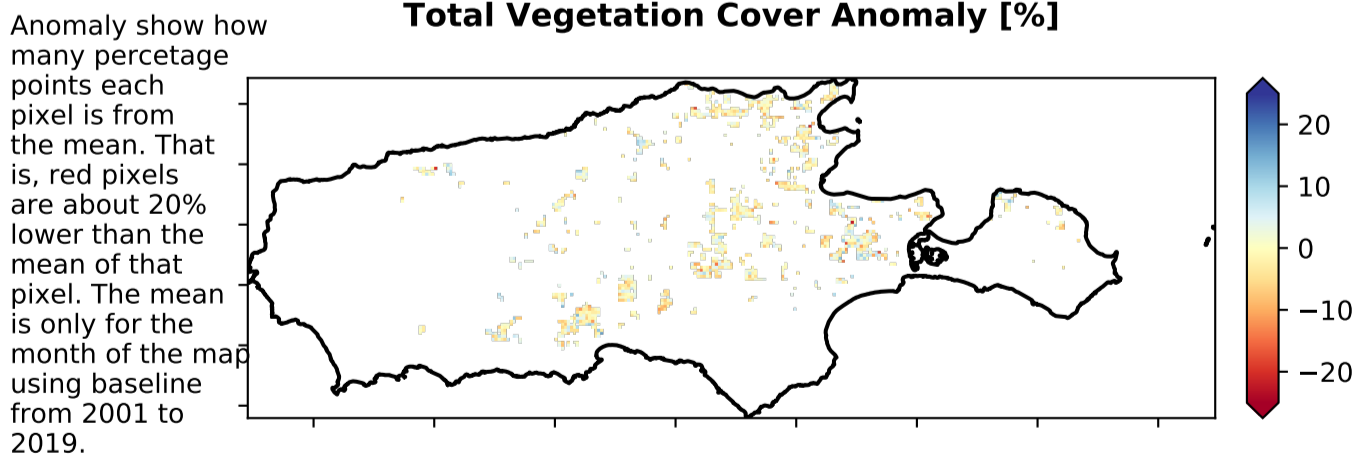 Total Vegetation Cover Anomaly [%]
Anomaly show how
many percetage
points each
pixel is from
the mean. That
is, red pixels
are about 20%
lower than the
mean of that
pixel. The mean
is only for the
month of the map
using baseline
from 2001 to
2019.
20
10
0
−10
−20